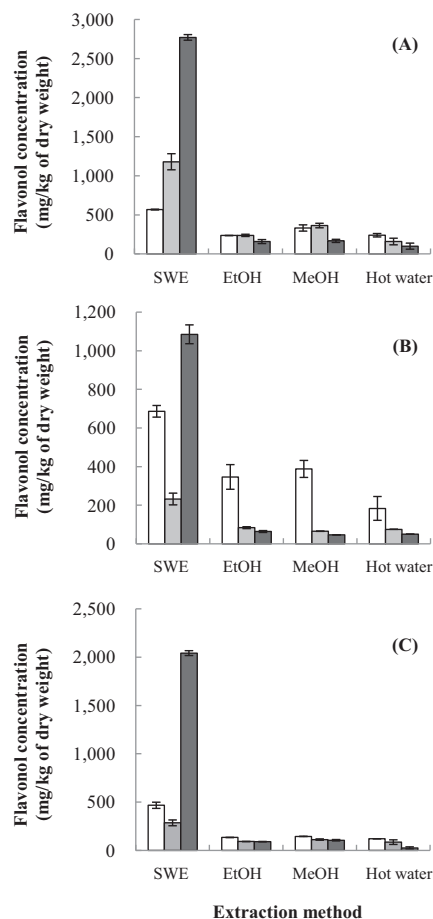 Flavonol concentration
(mg/kg of dry weight)
3,000
2,500
2,000
1,500
1,000
500
0
(A)
SWE EtOH MeOH Hot water
Flavonol concentration
(mg/kg of dry weight)
1,200
1,000
800
600
400
200
0
(B)
SWE EtOH MeOH Hot water
Flavonol concentration
(mg/kg of dry weight)
2,500
2,000
1,500
1,000
500
0
(C)
SWE EtOH MeOH Hot water
Extraction method